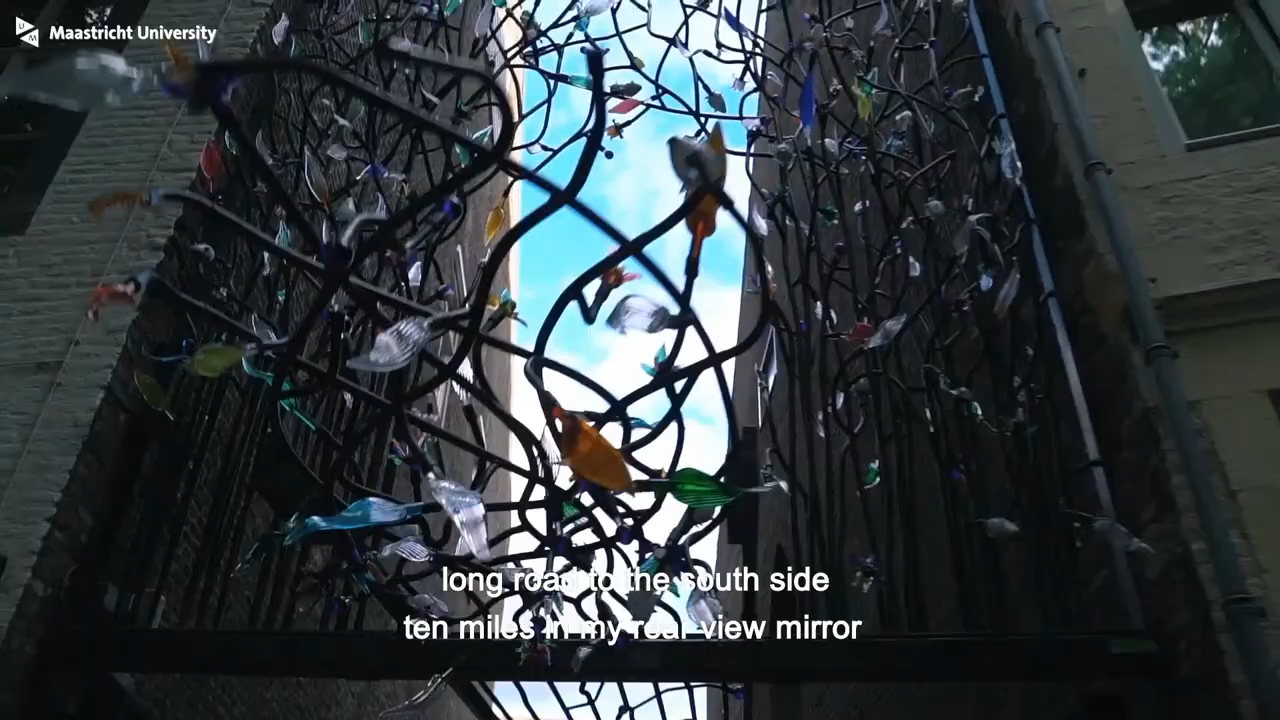 Maastricht University
long road to the south side
ten miles in my rear view mirror